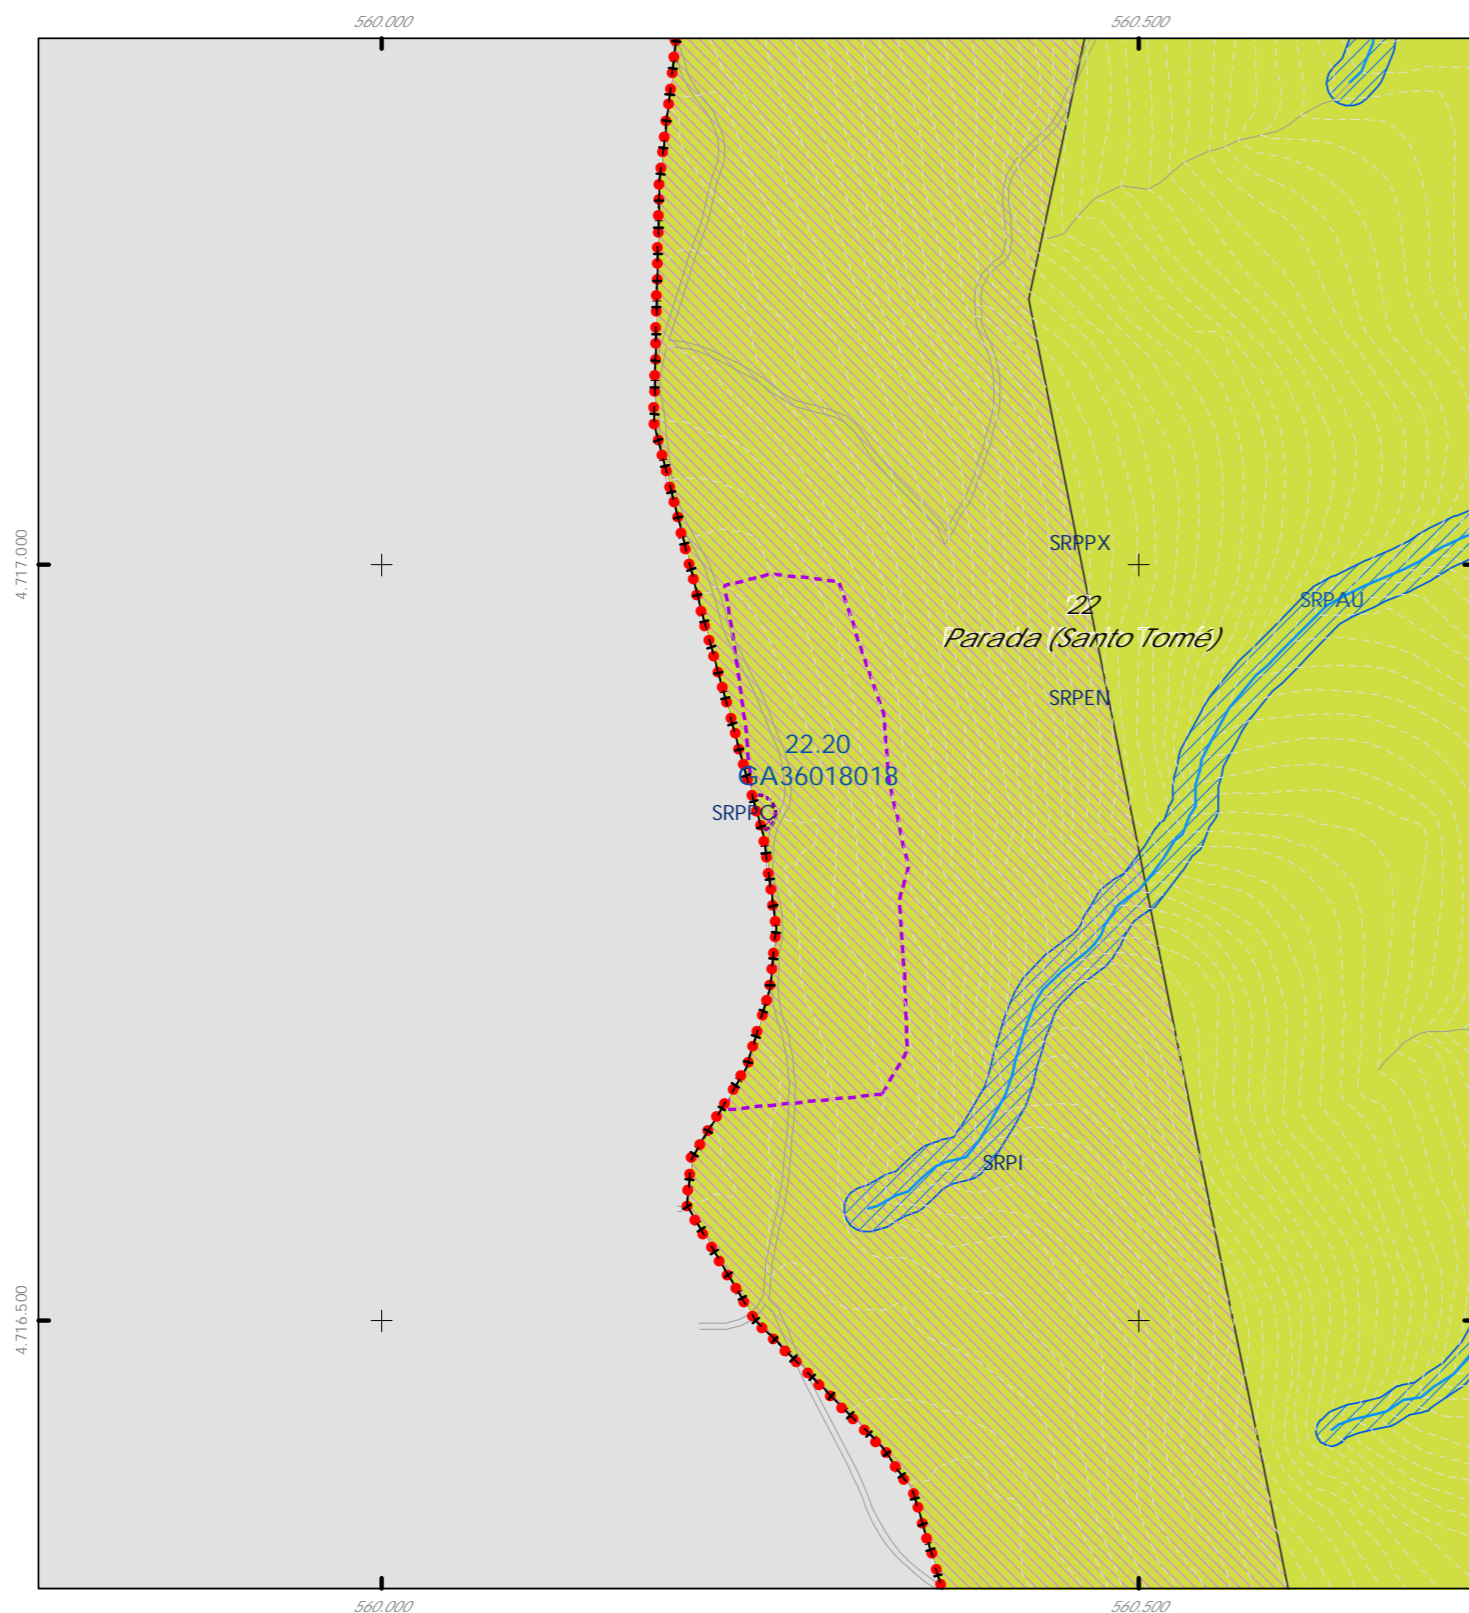 560.000
560.500
4.717.000
SRPPX
SRPAU
22
Parada (Santo Tomé)
SRPEN
22.20
GA36018018
SRPPC
SRPI
4.716.500
560.000
560.500